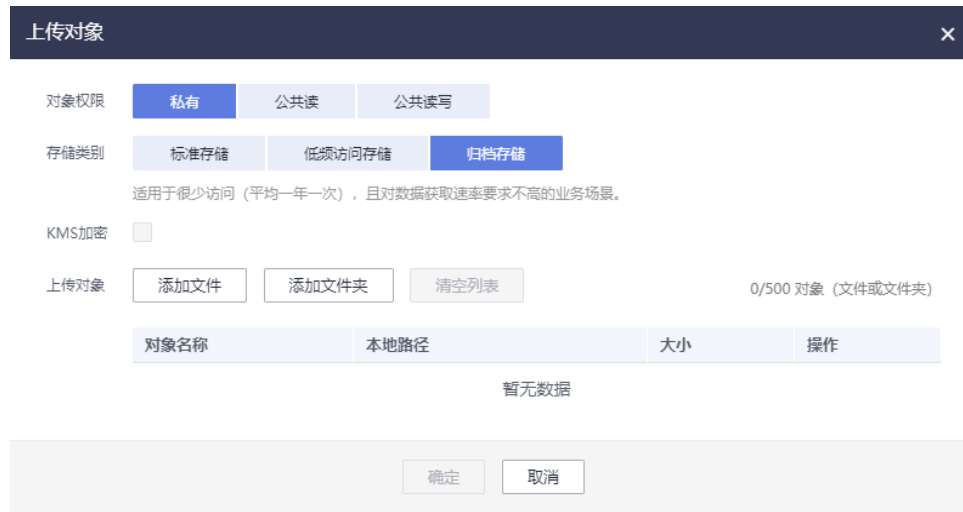 上传对象 ×
对象权限 私有 公共读 公共读写
存储类别 标准存储 低频访问存储 归档存储
适用于很少访问（平均一年一次），且对数据获取速率要求不高的业务场景。
KMS加密
上传对象 添加文件 添加文件夹 清空列表 0/500 对象（文件或文件夹）
对象名称 本地路径 大小 操作
暂无数据
确定 取消